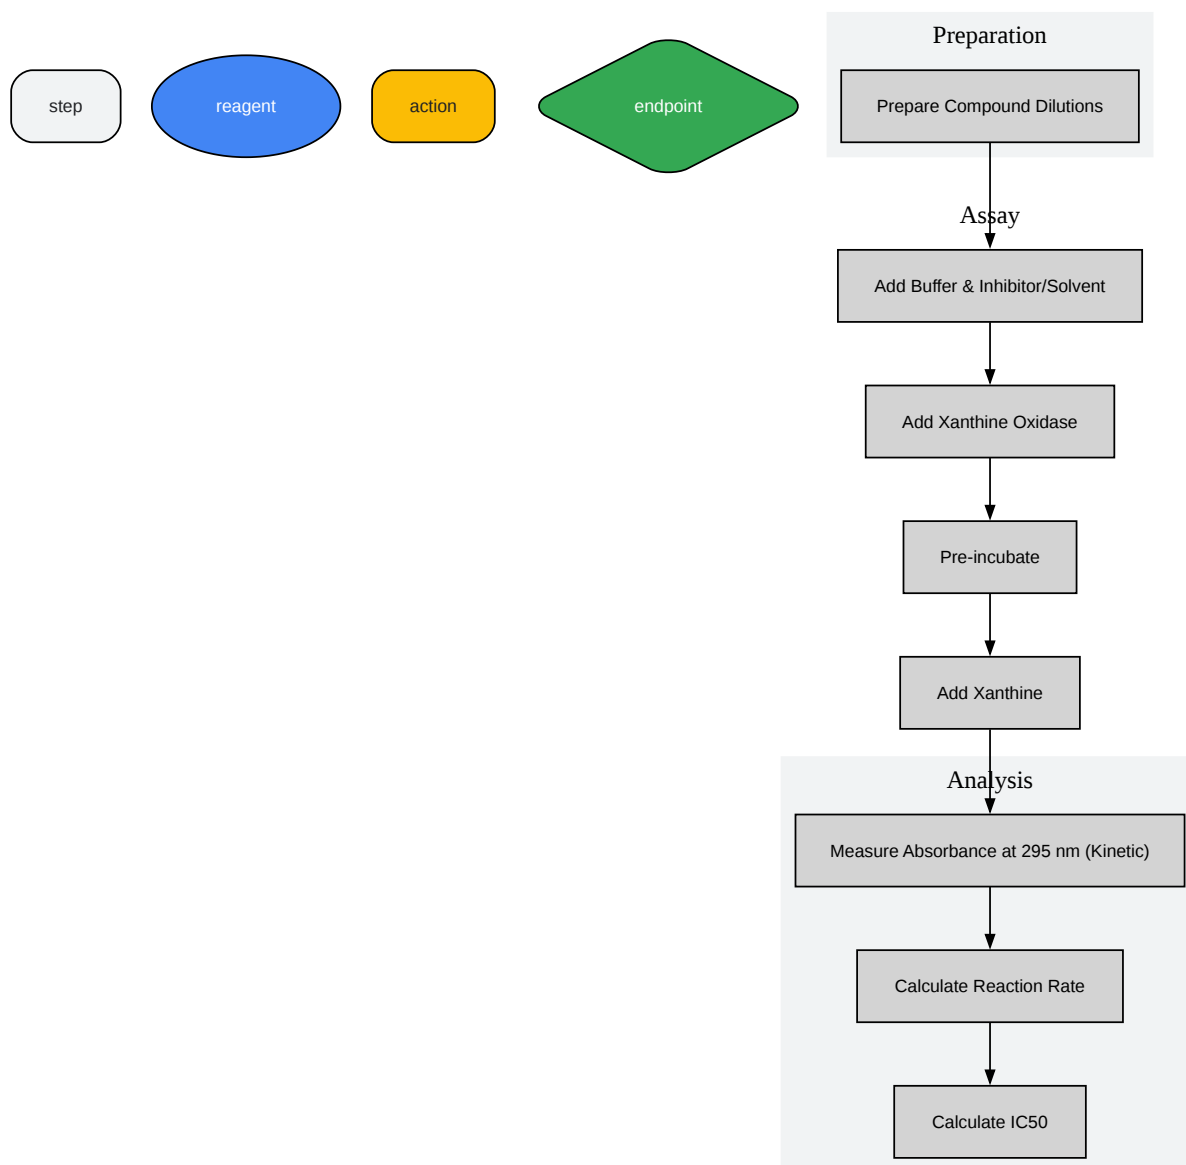 step
reagent
action
endpoint
Preparation
Prepare Compound Dilutions
Assay
Add Buffer & Inhibitor/Solvent
Add Xanthine Oxidase
Pre-incubate
Add Xanthine
Analysis
Measure Absorbance at 295 nm (Kinetic)
Calculate Reaction Rate
Calculate IC50